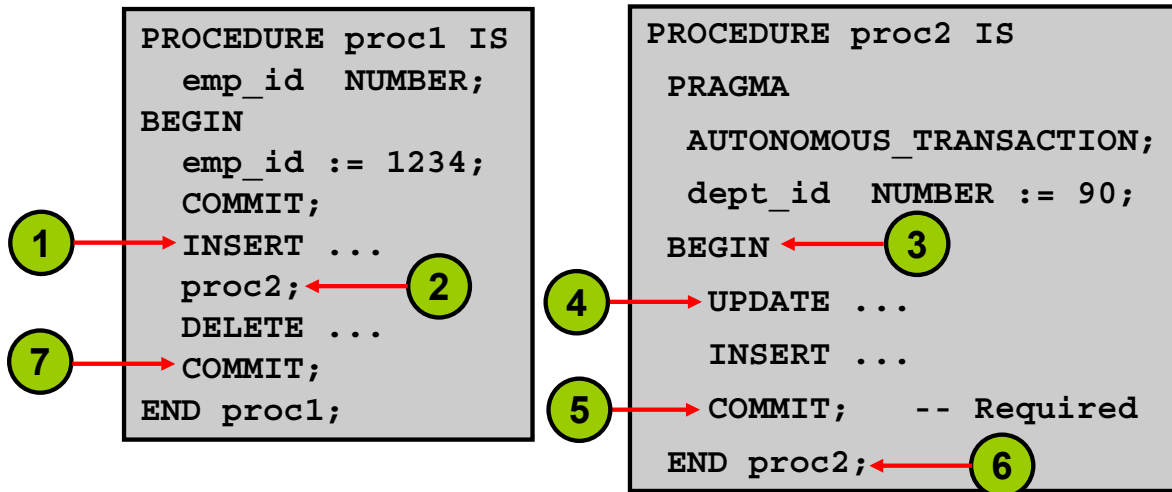 PROCEDURE proc1 IS
emp_id NUMBER;
BEGIN
emp_id := 1234;
COMMIT;
1
INSERT ...
proc2;
2
DELETE ...
7
COMMIT;
END proc1;
PROCEDURE proc2 IS
PRAGMA
AUTONOMOUS_TRANSACTION;
dept_id NUMBER := 90;
BEGIN
3
4
UPDATE ...
INSERT ...
5
COMMIT; -- Required
END proc2;
6